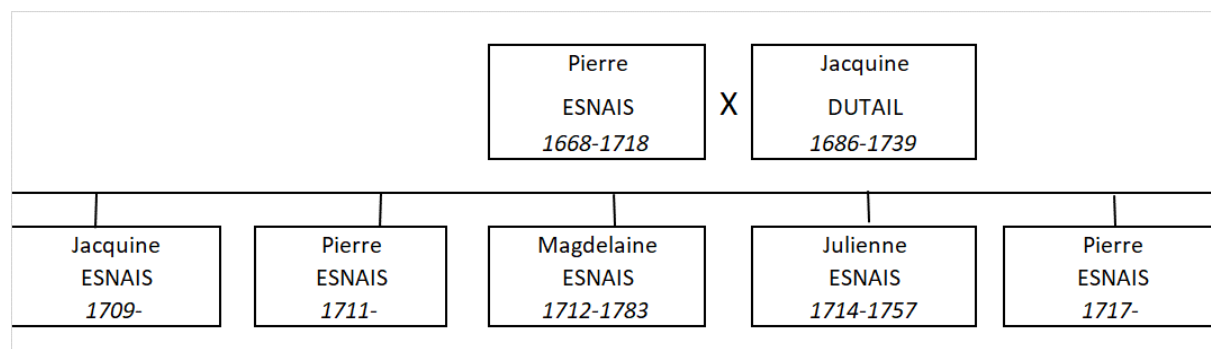 Pierre
ESNAIS
1668-1718
X
Jacquine
DUTAIL
1686-1739
Jacquine
ESNAIS
1709-
Pierre
ESNAIS
1711-
Magdelaine
ESNAIS
1712-1783
Julienne
ESNAIS
1714-1757
Pierre
ESNAIS
1717-